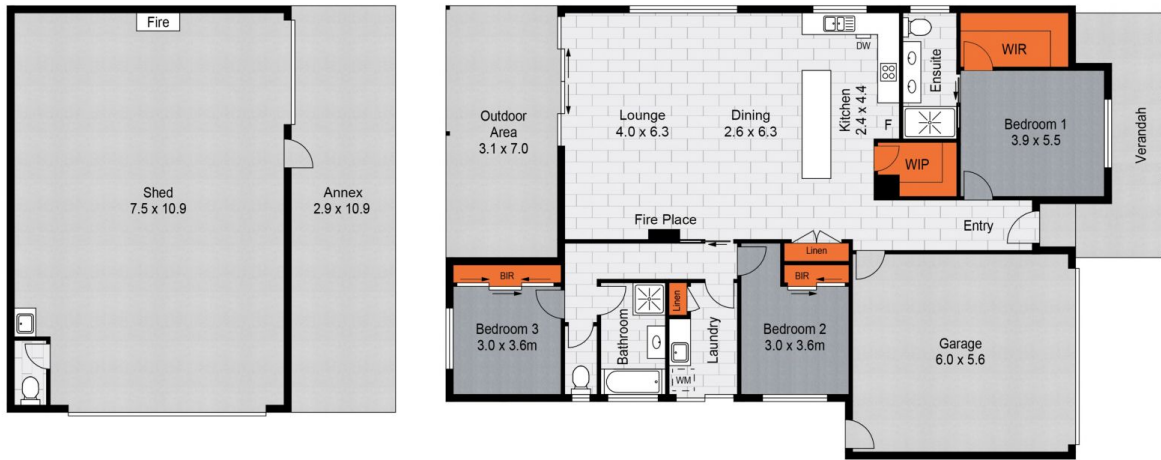 Fire
Shed
7.5 x 10.9
Annex
2.9 x 10.9
Outdoor
Area
3.1 x 7.0
Lounge
4.0 x 6.3
Dining
2.6 x 6.3
Kitchen
2.4 x 4.4
DW
F
Ensuite
WIR
Bedroom 1
3.9 x 5.5
Verandah
WIP
Fire Place
Entry
Linen
BIR
BIR
Bedroom 3
3.0 x 3.6m
Bathroom
Linen
Laundry
WM
Bedroom 2
3.0 x 3.6m
Garage
6.0 x 5.6